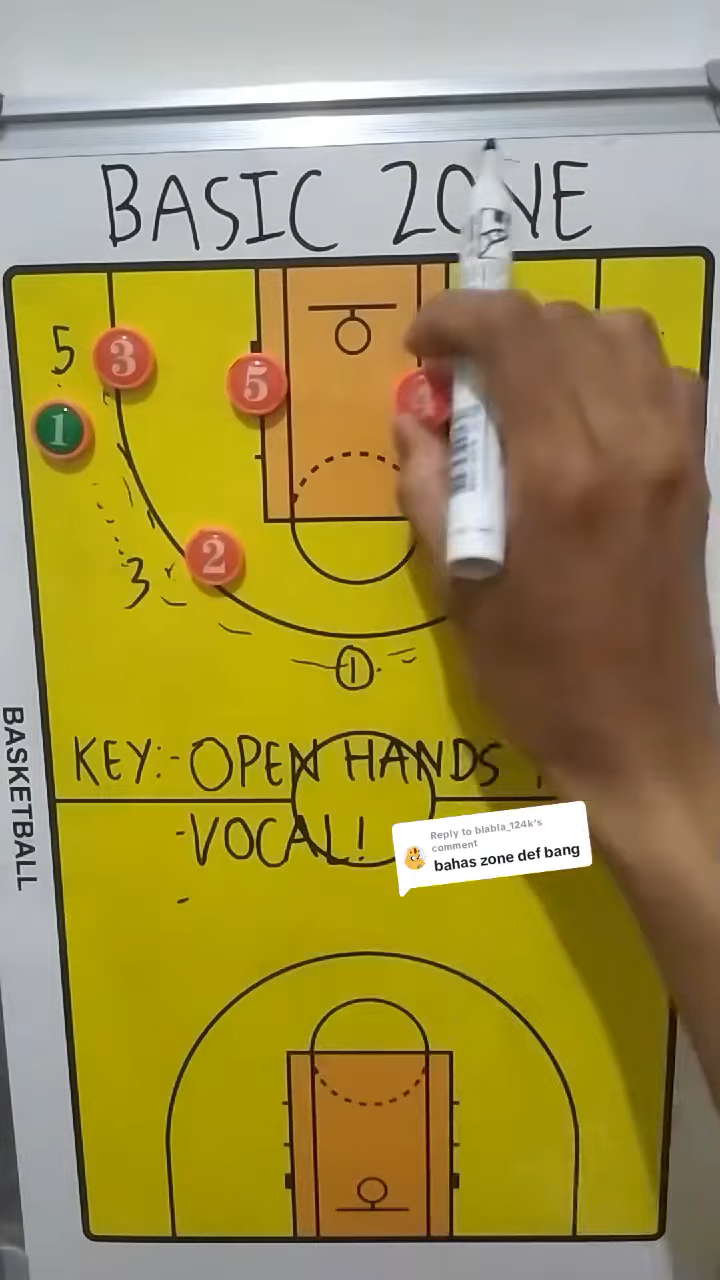 BASIC ZONE
5
3
5
4
1
2
3
1
KEY:- OPEN HANDS
-VOCAL!
-
BASKETBALL
Reply to blabla_124k's
comment
bahas zone def bang